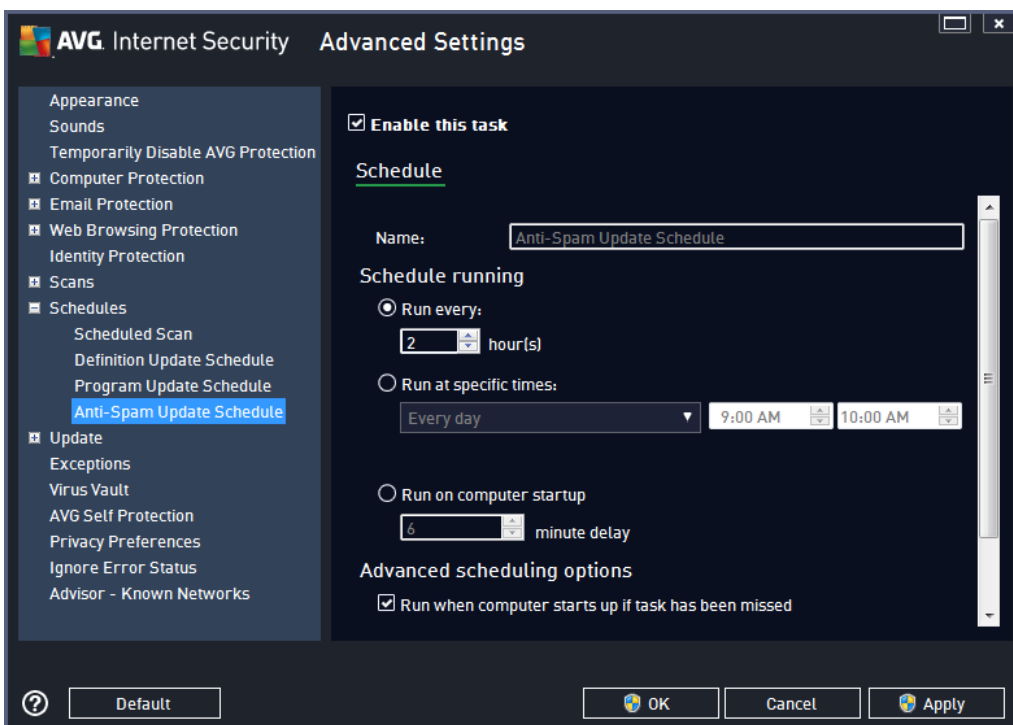 AVG. Internet Security Advanced Settings
Appearance
Sounds
Temporarily Disable AVG Protection
Computer Protection
Email Protection
Web Browsing Protection
Identity Protection
Scans
Schedules
Scheduled Scan
Definition Update Schedule
Program Update Schedule
Anti-Spam Update Schedule
Update
Exceptions
Virus Vault
AVG Self Protection
Privacy Preferences
Ignore Error Status
Advisor - Known Networks
Enable this task
Schedule
Name: Anti-Spam Update Schedule
Schedule running
Run every:
2 hour(s)
Run at specific times:
Every day 9:00 AM 10:00 AM
Run on computer startup
6 minute delay
Advanced scheduling options
Run when computer starts up if task has been missed
? Default OK Cancel Apply